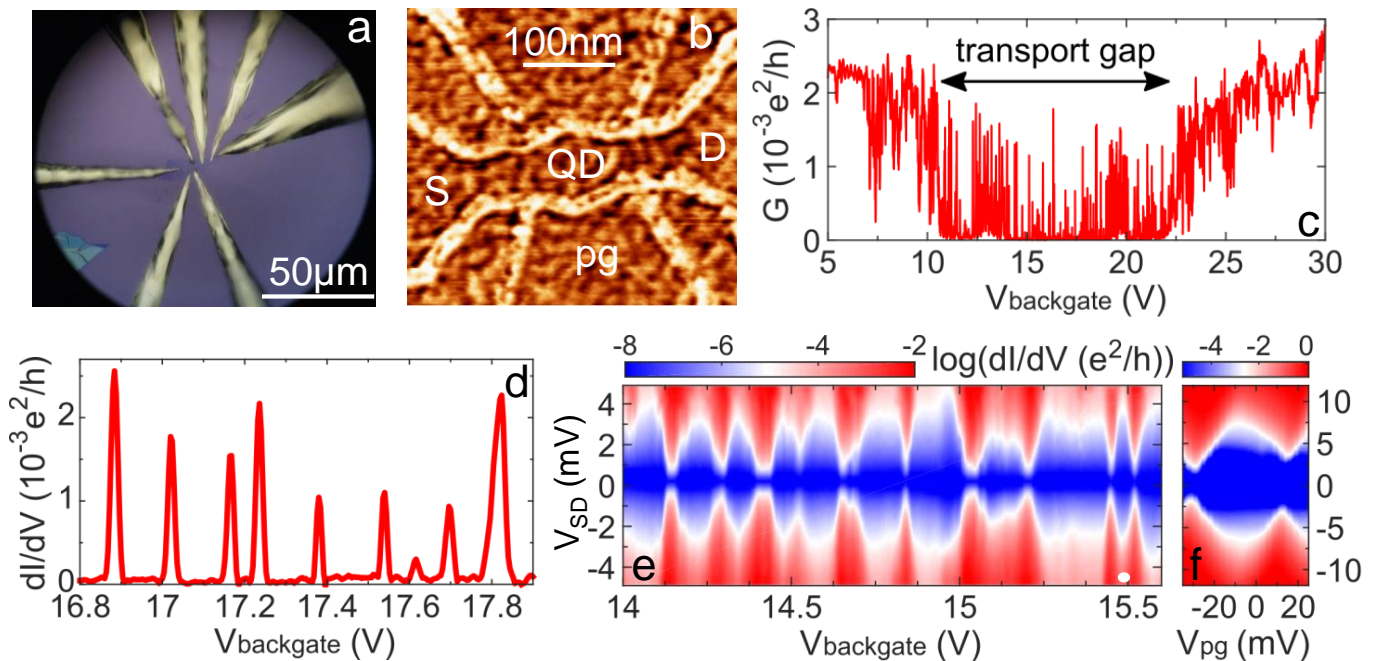 a
50μm
100nm
b
S
QD
D
pg
G (10⁻³e²/h)
3
2
1
0
transport gap
c
5
10
15
20
25
30
Vbackgate (V)
dI/dV (10⁻³e²/h)
2
1
0
d
16.8
17
17.2
17.4
17.6
17.8
Vbackgate (V)
-8
-6
-4
-2
log(dI/dV (e²/h))
-4
-2
0
VSD (mV)
4
2
0
-2
-4
e
14
14.5
15
15.5
Vbackgate (V)
10
5
0
-5
-10
f
-20
0
20
Vpg (mV)